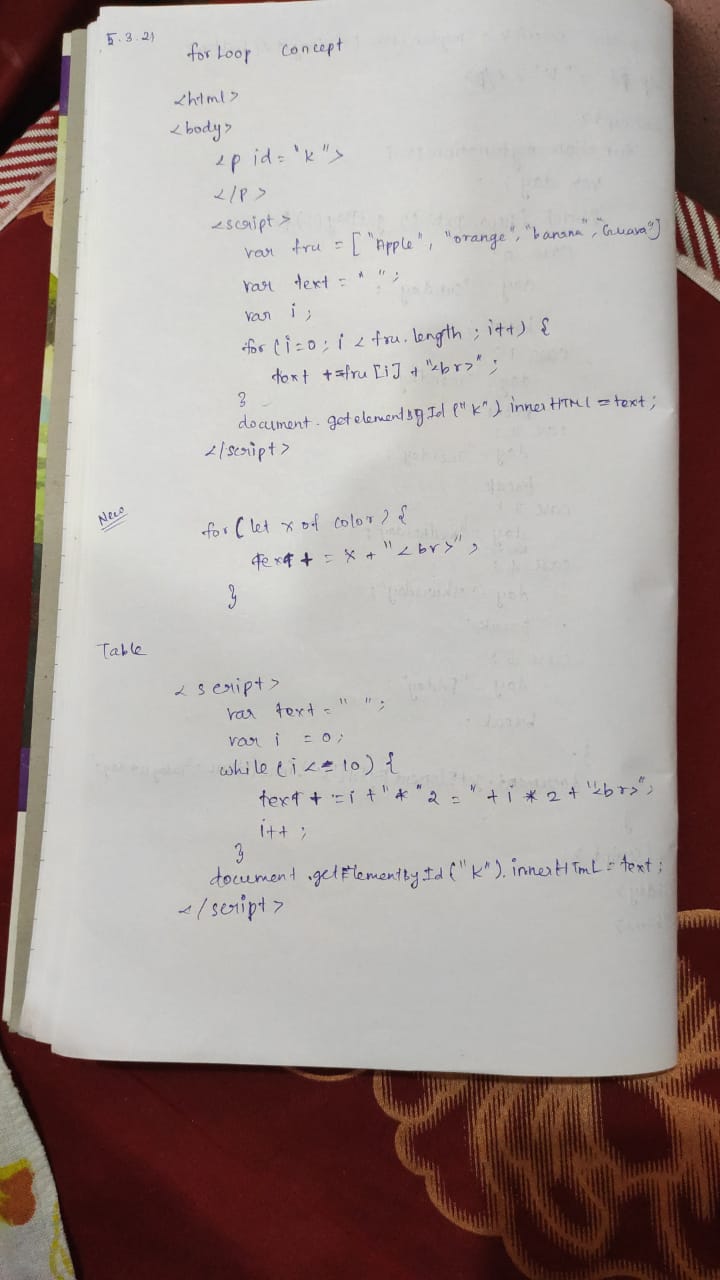 5.3.21
for Loop Concept
<html>
<body>
<p id="k">
</p>
<script>
var fru = ["Apple", "orange", "banana", "Guava"]
var text = " ";
var i;
for (i=0; i < fru.length ; i++) {
text +=fru [i] + "<br>";
}
document.getelementbyId ("k").innerHTML = text;
</script>
New
for (let x of color) {
text + = x + "<br>";
}
Table
<script>
var text = " ";
var i = 0;
while (i <= 10) {
text + = i + "*"2 = " + i * 2 + "<br>";
i++ ;
}
document.getElementbyId ("k").innerHTmL = text;
</script>